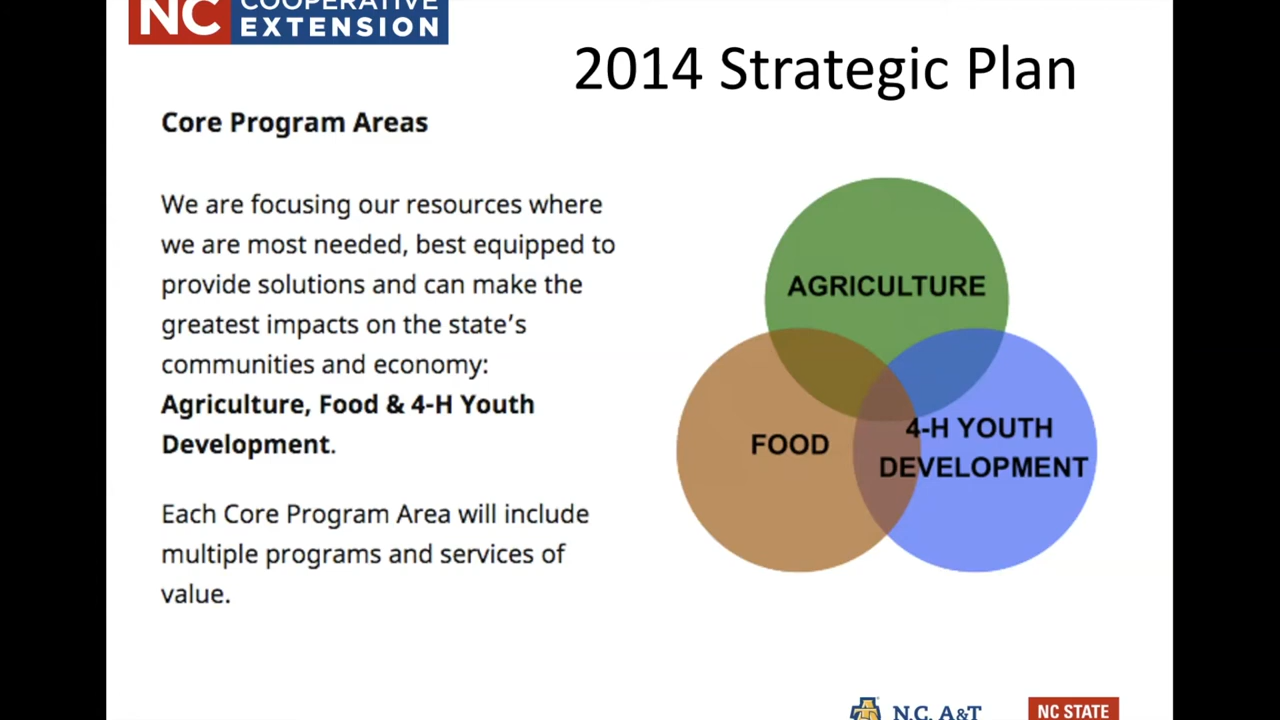 NC COOPERATIVE
EXTENSION
2014 Strategic Plan
Core Program Areas
We are focusing our resources where
we are most needed, best equipped to
provide solutions and can make the
greatest impacts on the state's
communities and economy:
Agriculture, Food & 4-H Youth
Development.
Each Core Program Area will include
multiple programs and services of
value.
AGRICULTURE
FOOD
4-H YOUTH
DEVELOPMENT
N.C. A&T
NC STATE